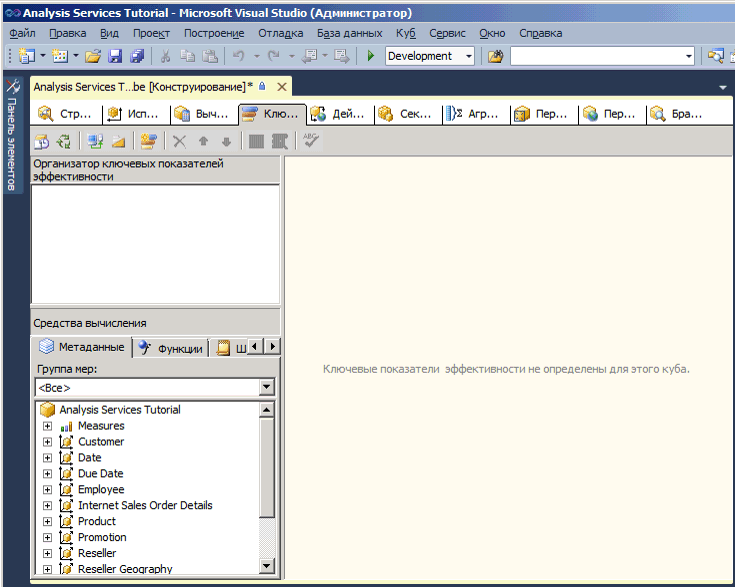 Analysis Services Tutorial - Microsoft Visual Studio (Администратор)
Файл Правка Вид Проект Построение Отладка База данных Куб Сервис Окно Справка
Development
Analysis Services T...be [Конструирование]*
Стр... Исп... Выч... Клю... Дей... Сек... Агр... Пер... Пер... Бра...
ABC
Панель элементов
Организатор ключевых показателей
эффективности
Средства вычисления
Метаданные Функции Ш
Группа мер:
<Все>
Analysis Services Tutorial
Measures
Customer
Date
Due Date
Employee
Internet Sales Order Details
Product
Promotion
Reseller
Reseller Geography
Ключевые показатели эффективности не определены для этого куба.